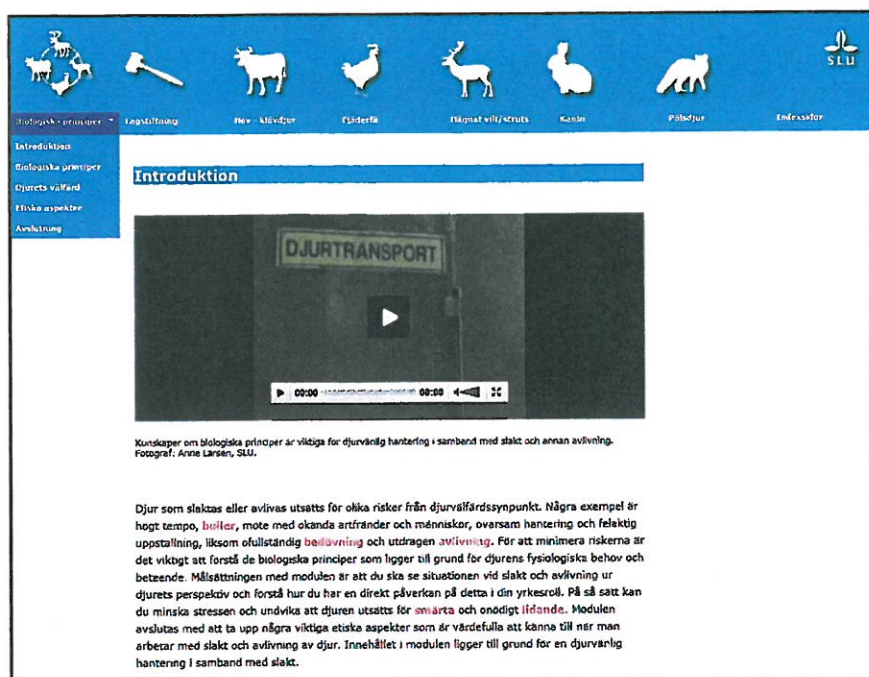 SLU
Biologiska principer Lagstiftning Hov - klövdjur Fjäderfä Hägnat vilt/struts Kanin Pälsdjur Indexsidor
Introduktion
Biologiska principer
Djurets välfärd
Etiska aspekter
Avslutning
Introduktion
DJURTRANSPORT
00:00 00:00
Kunskaper om biologiska principer är viktiga för djurvänlig hantering i samband med slakt och annan avlivning.
Fotograf: Anne Larsen, SLU.
Djur som slaktas eller avlivas utsätts för olika risker från djurvälfärdssynpunkt. Några exempel är
högt tempo, buller, möte med okända artfränder och människor, ovarsam hantering och felaktig
uppstallning, liksom ofullständig bedövning och utdragen avlivning. För att minimera riskerna är
det viktigt att förstå de biologiska principer som ligger till grund för djurens fysiologiska behov och
beteende. Målsättningen med modulen är att du ska se situationen vid slakt och avlivning ur
djurets perspektiv och förstå hur du har en direkt påverkan på detta i din yrkesroll. På så sätt kan
du minska stressen och undvika att djuren utsätts för smärta och onödigt lidande. Modulen
avslutas med att ta upp några viktiga etiska aspekter som är värdefulla att känna till när man
arbetar med slakt och avlivning av djur. Innehållet i modulen ligger till grund för en djurvänlig
hantering i samband med slakt.